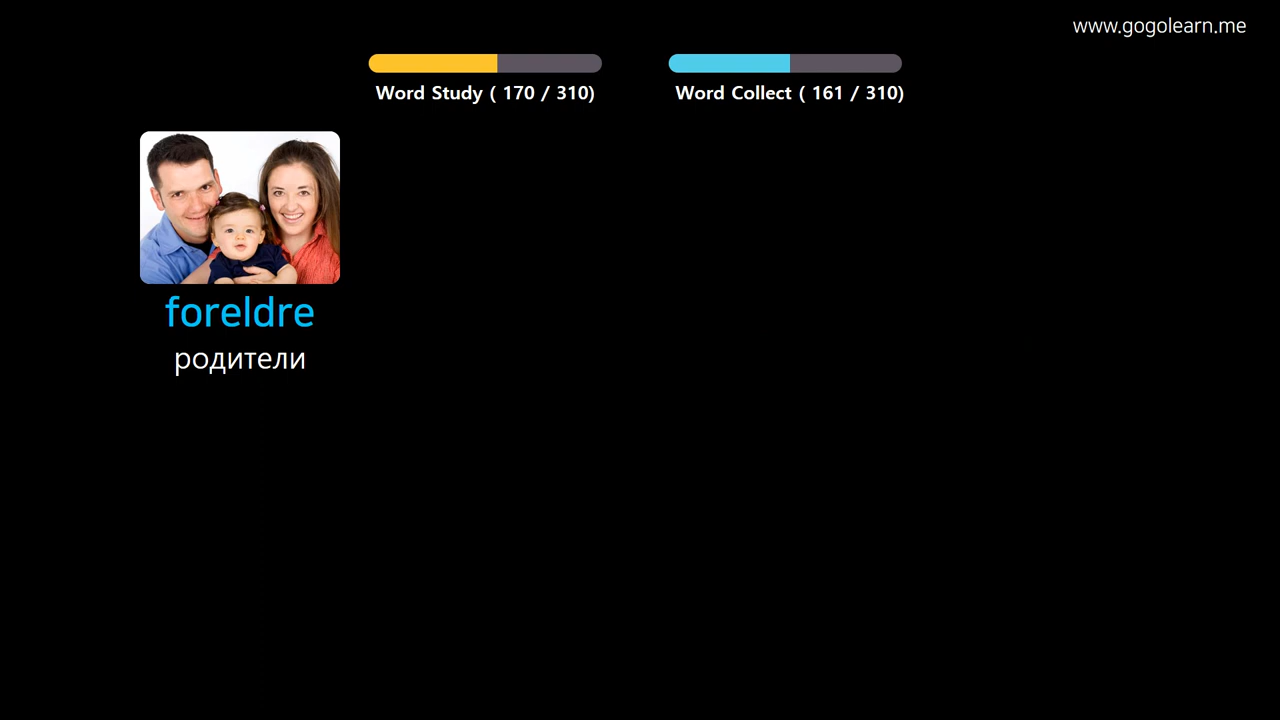 www.gogolearn.me
Word Study ( 170 / 310)
Word Collect ( 161 / 310)
foreldre
родители